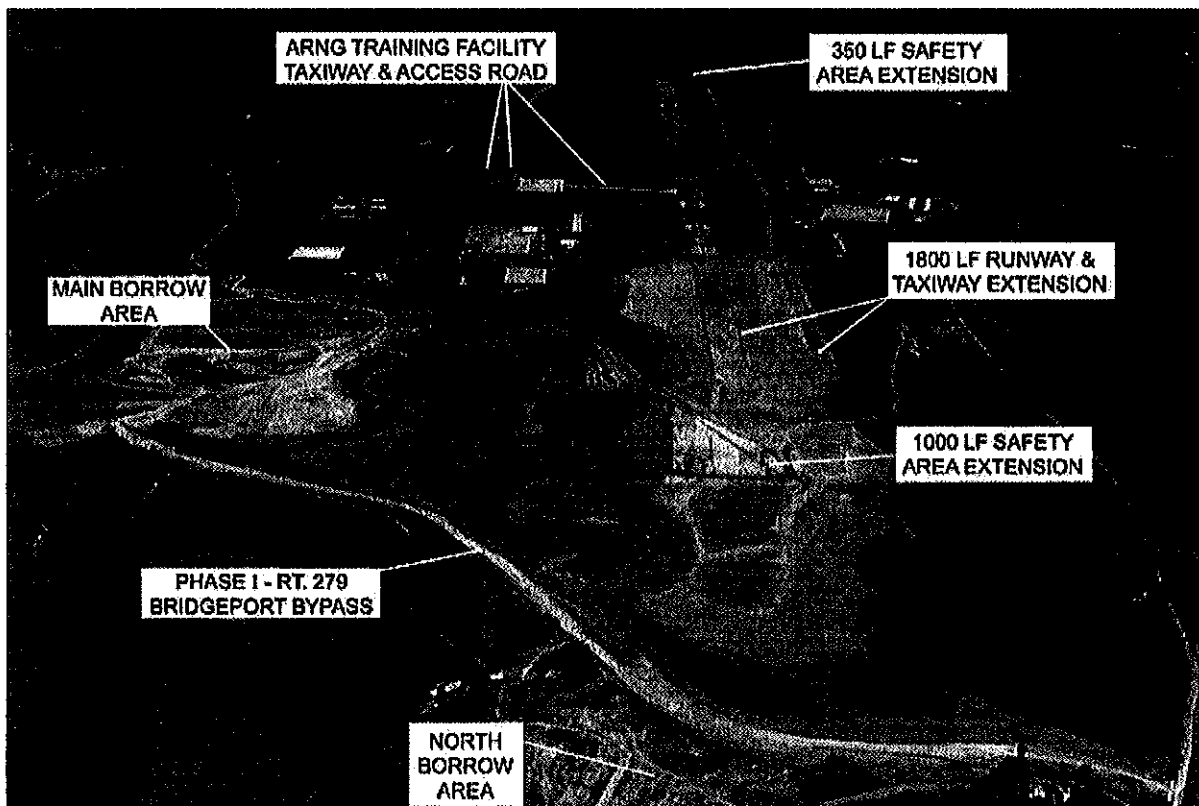 ARNG TRAINING FACILITY
TAXIWAY & ACCESS ROAD
350 LF SAFETY
AREA EXTENSION
MAIN BORROW
AREA
1800 LF RUNWAY &
TAXIWAY EXTENSION
1000 LF SAFETY
AREA EXTENSION
PHASE I - RT. 279
BRIDGEPORT BYPASS
NORTH
BORROW
AREA